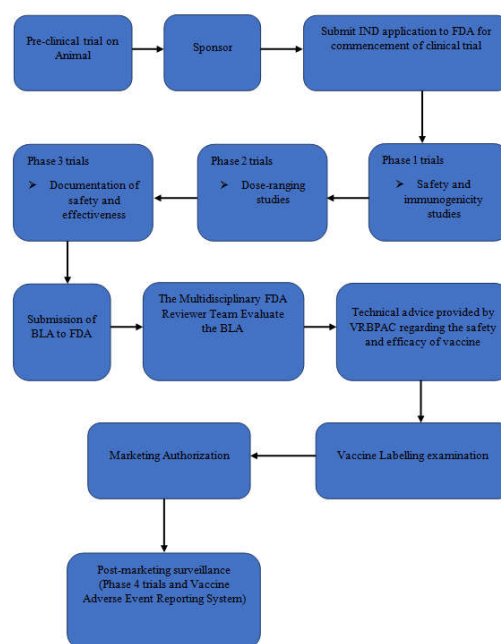 Pre-clinical trial on
Animal
Sponsor
Submit IND application to FDA for
commencement of clinical trial
Phase 3 trials
➤ Documentation of
safety and
effectiveness
Phase 2 trials
➤ Dose-ranging
studies
Phase 1 trials
➤ Safety and
immunogenicity
studies
Submission of
BLA to FDA
The Multidisciplinary FDA
Reviewer Team Evaluate
the BLA
Technical advice provided by
VRBPAC regarding the safety
and efficacy of vaccine
Marketing Authorization
Vaccine Labelling examination
Post-marketing surveillance
(Phase 4 trials and Vaccine
Adverse Event Reporting System)